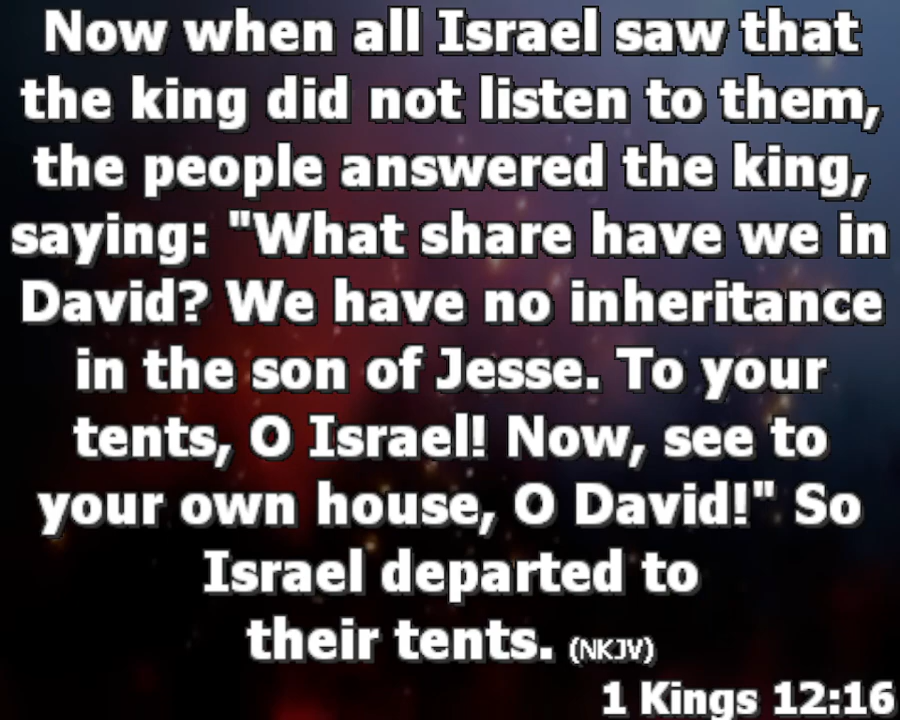 Now when all Israel saw that
the king did not listen to them,
the people answered the king,
saying: "What share have we in
David? We have no inheritance
in the son of Jesse. To your
tents, O Israel! Now, see to
your own house, O David!" So
Israel departed to
their tents. (NKJV)
1 Kings 12:16